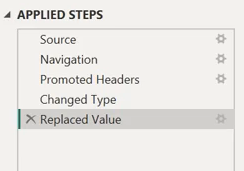 APPLIED STEPS
Source
Navigation
Promoted Headers
Changed Type
Replaced Value